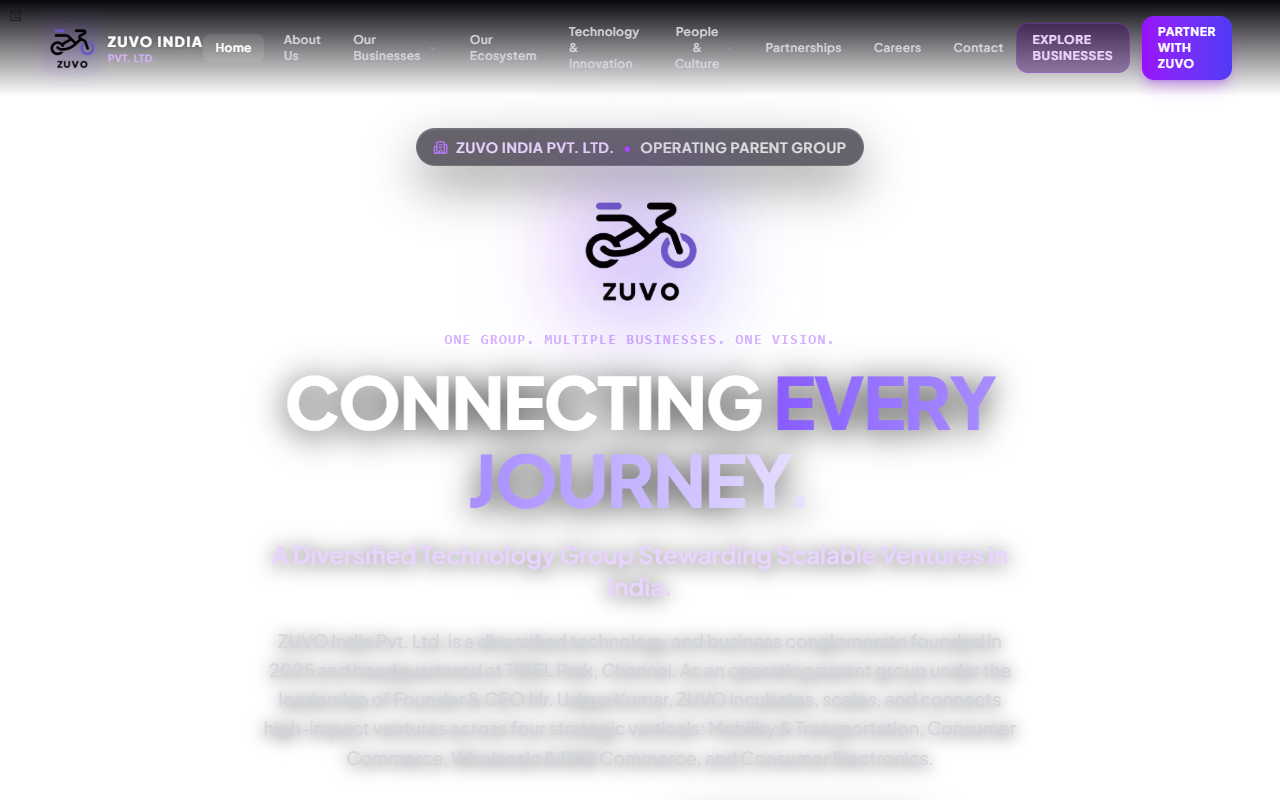 ZUVO
ZUVO INDIA
PVT. LTD.
Home
About Us
Our Businesses
Our Ecosystem
Technology & Innovation
People & Culture
Partnerships
Careers
Contact
EXPLORE BUSINESSES
PARTNER WITH ZUVO
ZUVO INDIA PVT. LTD. • OPERATING PARENT GROUP
ZUVO
ONE GROUP. MULTIPLE BUSINESSES. ONE VISION.
CONNECTING EVERY
JOURNEY.
A Diversified Technology Group Stewarding Scalable Ventures in
India.
ZUVO India Pvt. Ltd. is a diversified technology and business conglomerate founded in
2025 and headquartered at TIDEL Park, Chennai. As an operating parent group under the
leadership of Founder & CEO Mr. Udaya Kumar, ZUVO incubates, scales, and connects
high-impact ventures across four strategic verticals: Mobility & Transportation, Consumer
Commerce, Wholesale & B2B Commerce, and Consumer Electronics.